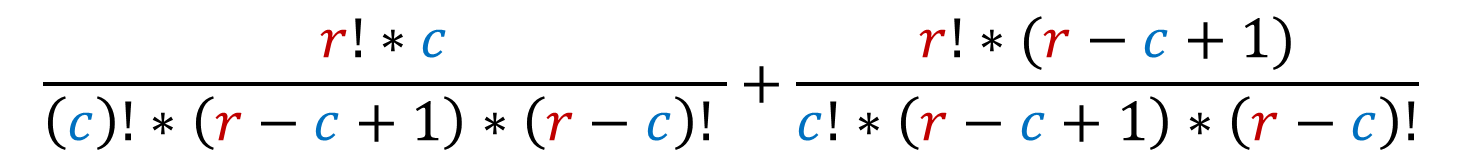 r! * c / (c)! * (r − c + 1) * (r − c)! + r! * (r − c + 1) / c! * (r − c + 1) * (r − c)!